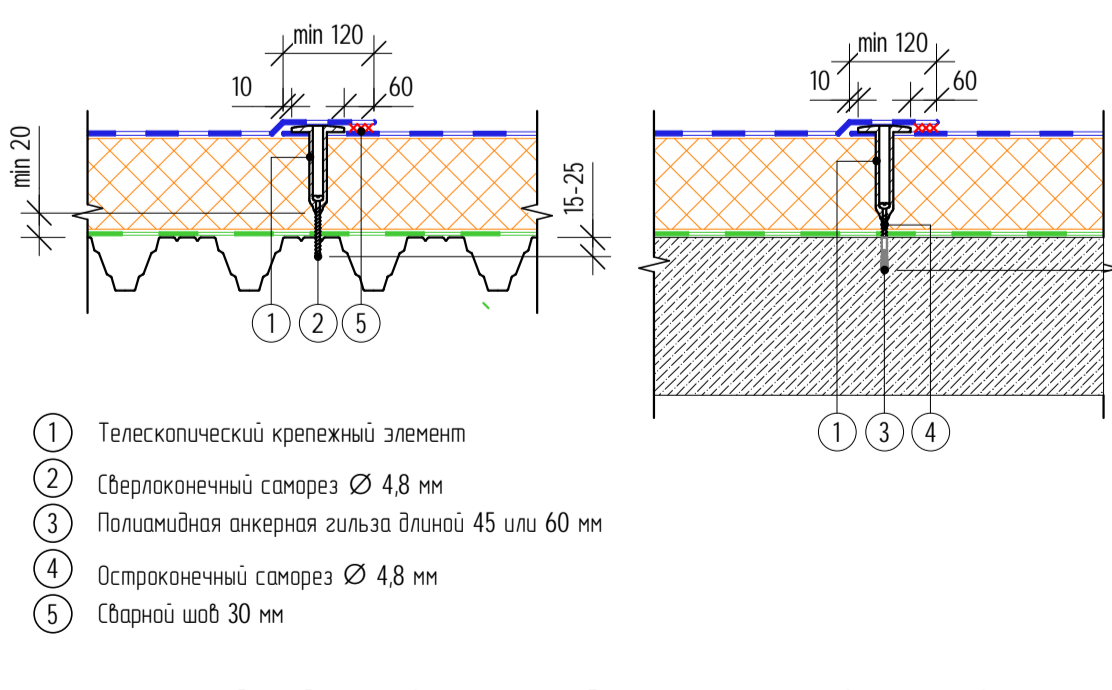 min 120
10
60
min 20
15-25
1
2
5
min 120
10
60
1
3
4
1 Телескопический крепежный элемент
2 Сверлоконечный саморез Ø 4,8 мм
3 Полиамидная анкерная гильза длиной 45 или 60 мм
4 Остроконечный саморез Ø 4,8 мм
5 Сварной шов 30 мм